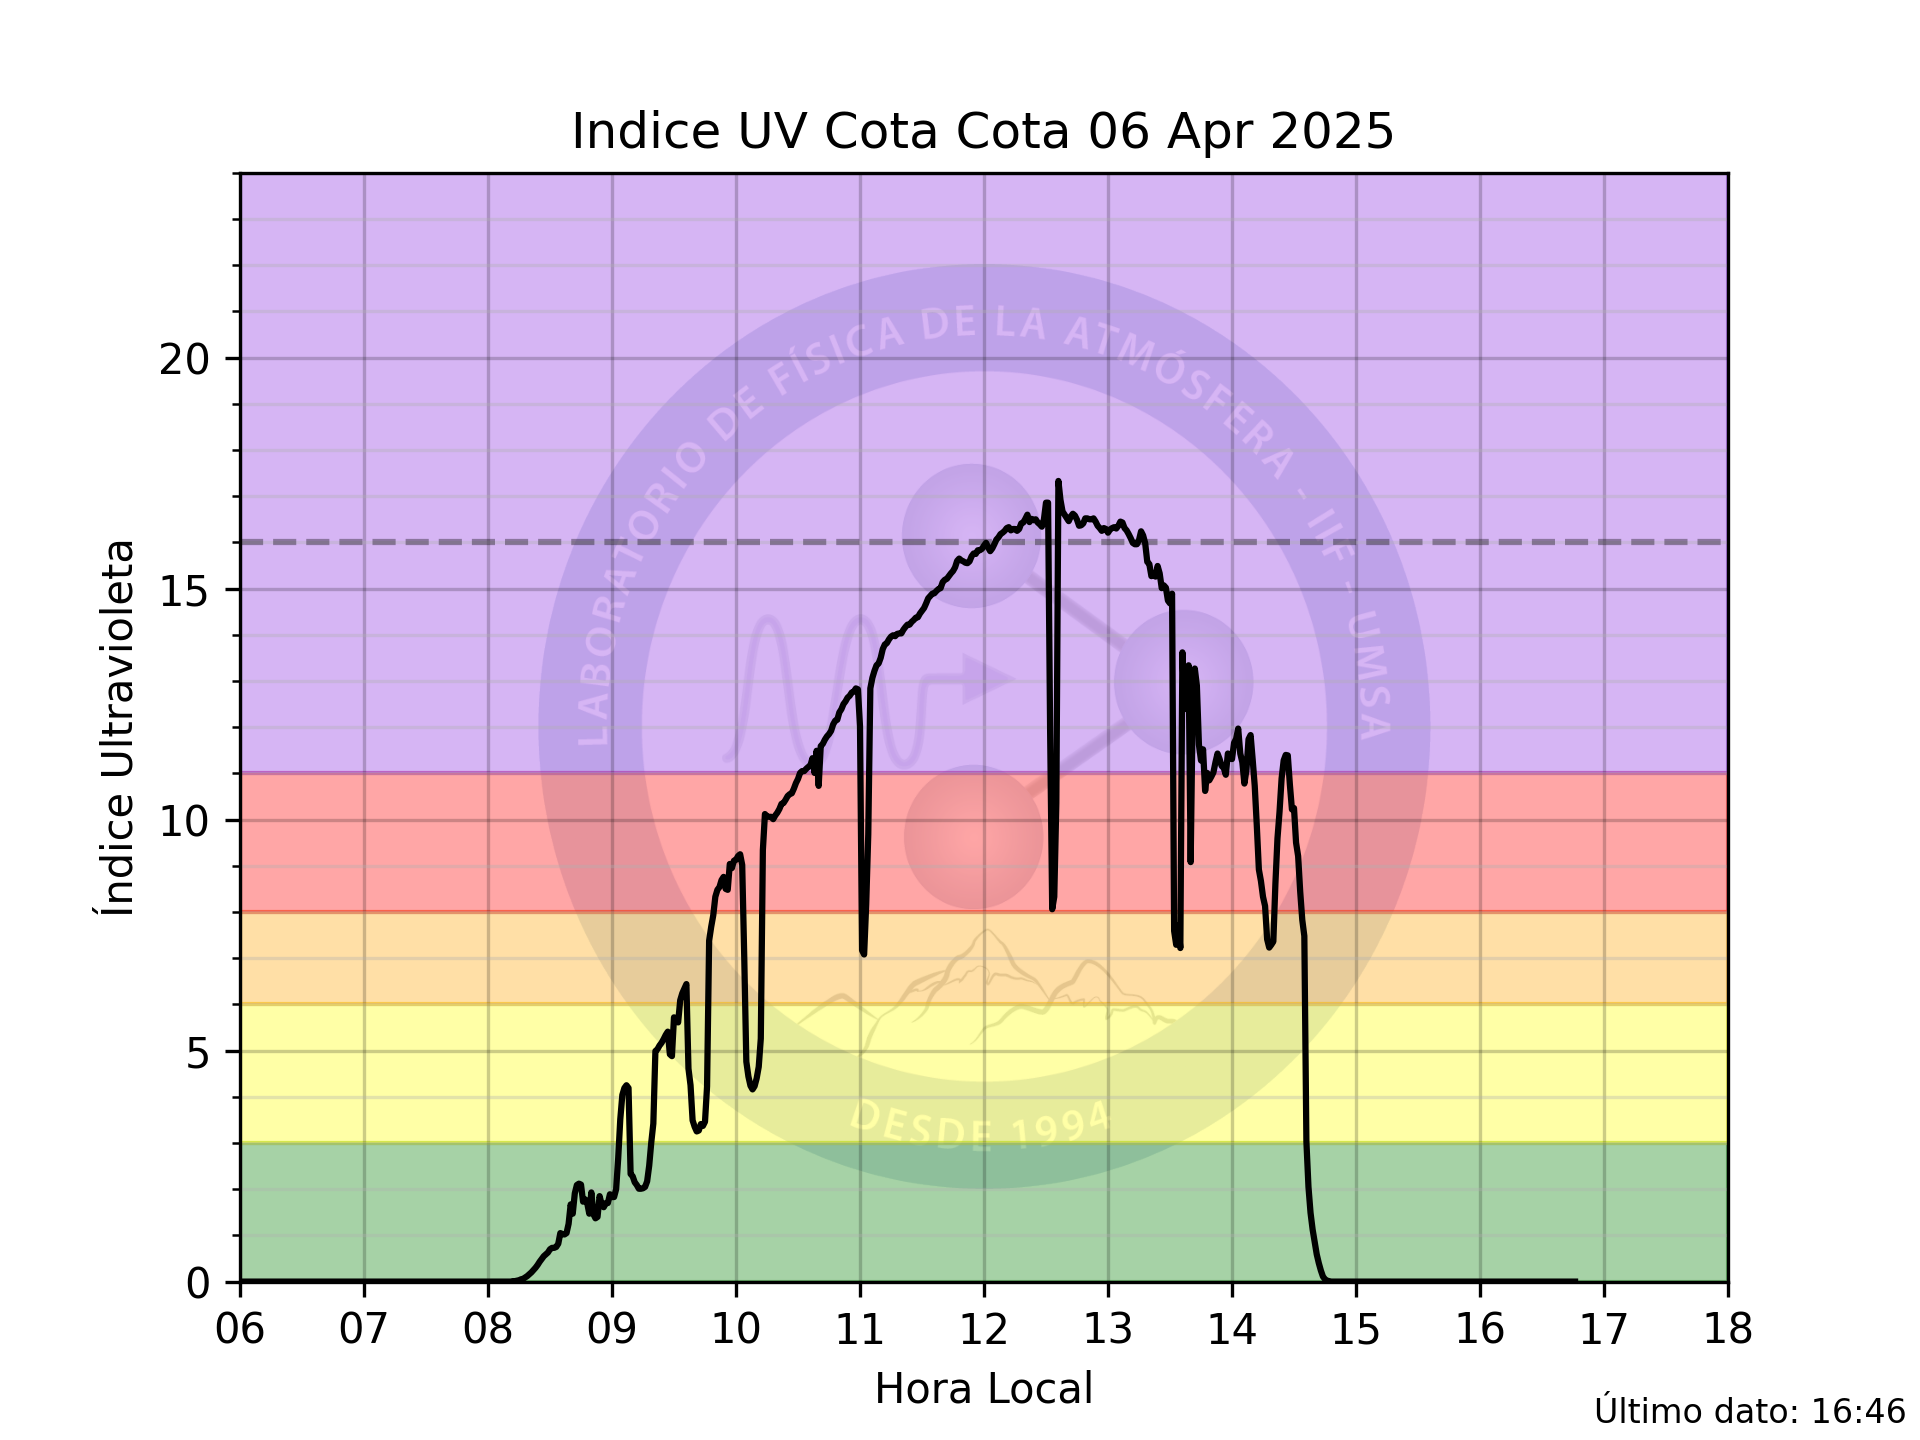 Indice UV Cota Cota 06 Apr 2025
LABORATORIO DE FÍSICA DE LA ATMÓSFERA - IIF - UMSA
DESDE 1994
Índice Ultravioleta
20
15
10
5
0
06 07 08 09 10 11 12 13 14 15 16 17 18
Hora Local
Último dato: 16:46